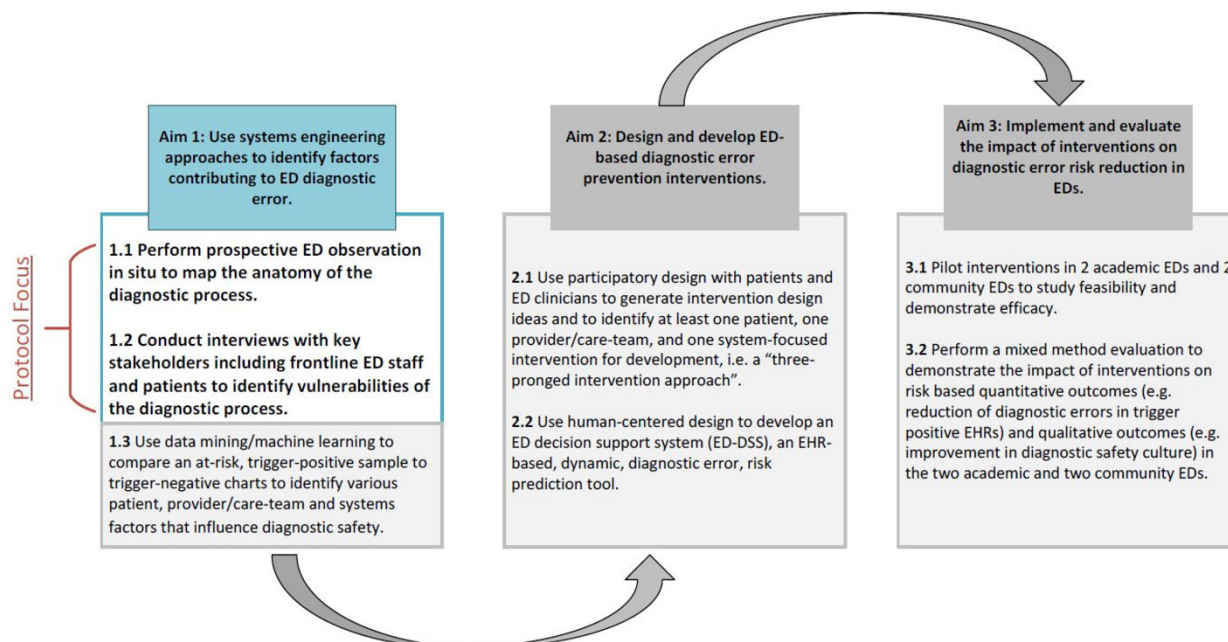 Protocol Focus
Aim 1: Use systems engineering
approaches to identify factors
contributing to ED diagnostic
error.
1.1 Perform prospective ED observation
in situ to map the anatomy of the
diagnostic process.
1.2 Conduct interviews with key
stakeholders including frontline ED staff
and patients to identify vulnerabilities of
the diagnostic process.
1.3 Use data mining/machine learning to
compare an at-risk, trigger-positive sample to
trigger-negative charts to identify various
patient, provider/care-team and systems
factors that influence diagnostic safety.
Aim 2: Design and develop ED-
based diagnostic error
prevention interventions.
2.1 Use participatory design with patients and
ED clinicians to generate intervention design
ideas and to identify at least one patient, one
provider/care-team, and one system-focused
intervention for development, i.e. a “three-
pronged intervention approach”.
2.2 Use human-centered design to develop an
ED decision support system (ED-DSS), an EHR-
based, dynamic, diagnostic error, risk
prediction tool.
Aim 3: Implement and evaluate
the impact of interventions on
diagnostic error risk reduction in
EDs.
3.1 Pilot interventions in 2 academic EDs and 2
community EDs to study feasibility and
demonstrate efficacy.
3.2 Perform a mixed method evaluation to
demonstrate the impact of interventions on
risk based quantitative outcomes (e.g.
reduction of diagnostic errors in trigger
positive EHRs) and qualitative outcomes (e.g.
improvement in diagnostic safety culture) in
the two academic and two community EDs.